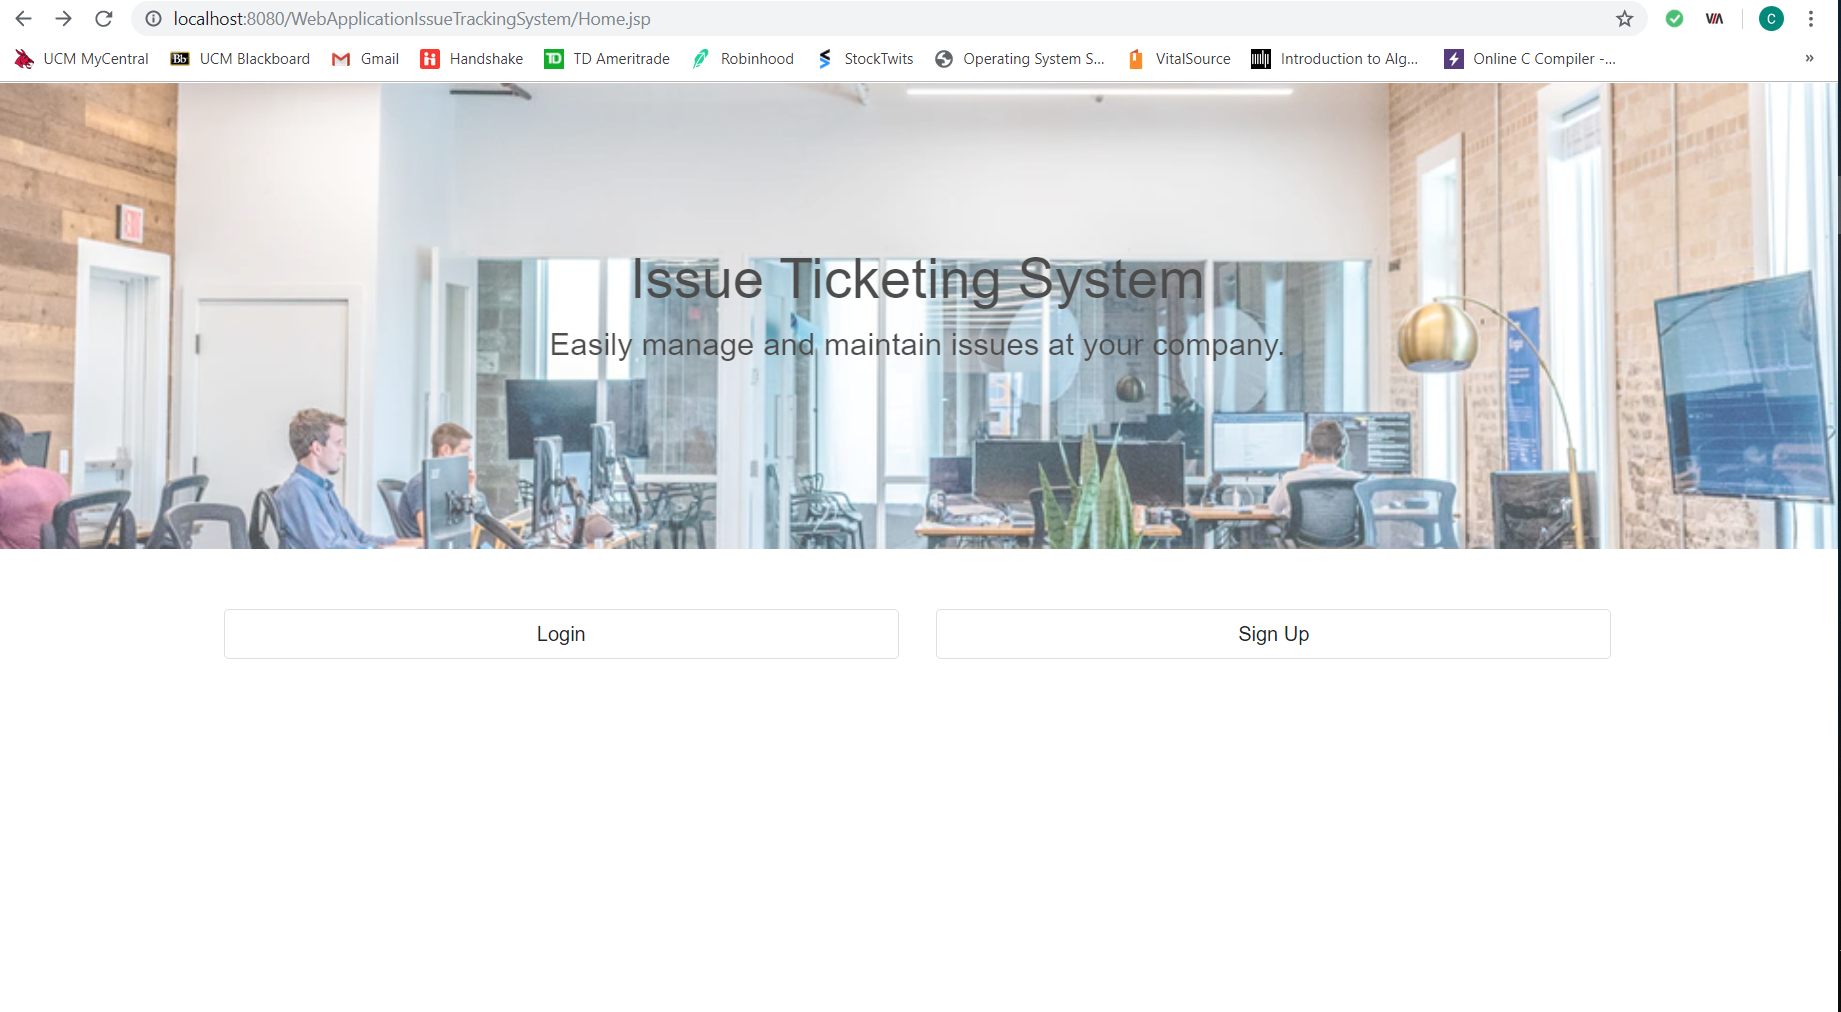 localhost:8080/WebApplicationIssueTrackingSystem/Home.jsp
VIA
C
UCM MyCentral
Bb UCM Blackboard
Gmail
Handshake
TD TD Ameritrade
Robinhood
StockTwits
Operating System S...
VitalSource
Introduction to Alg...
Online C Compiler -...
»
Issue Ticketing System
Easily manage and maintain issues at your company.
Login
Sign Up